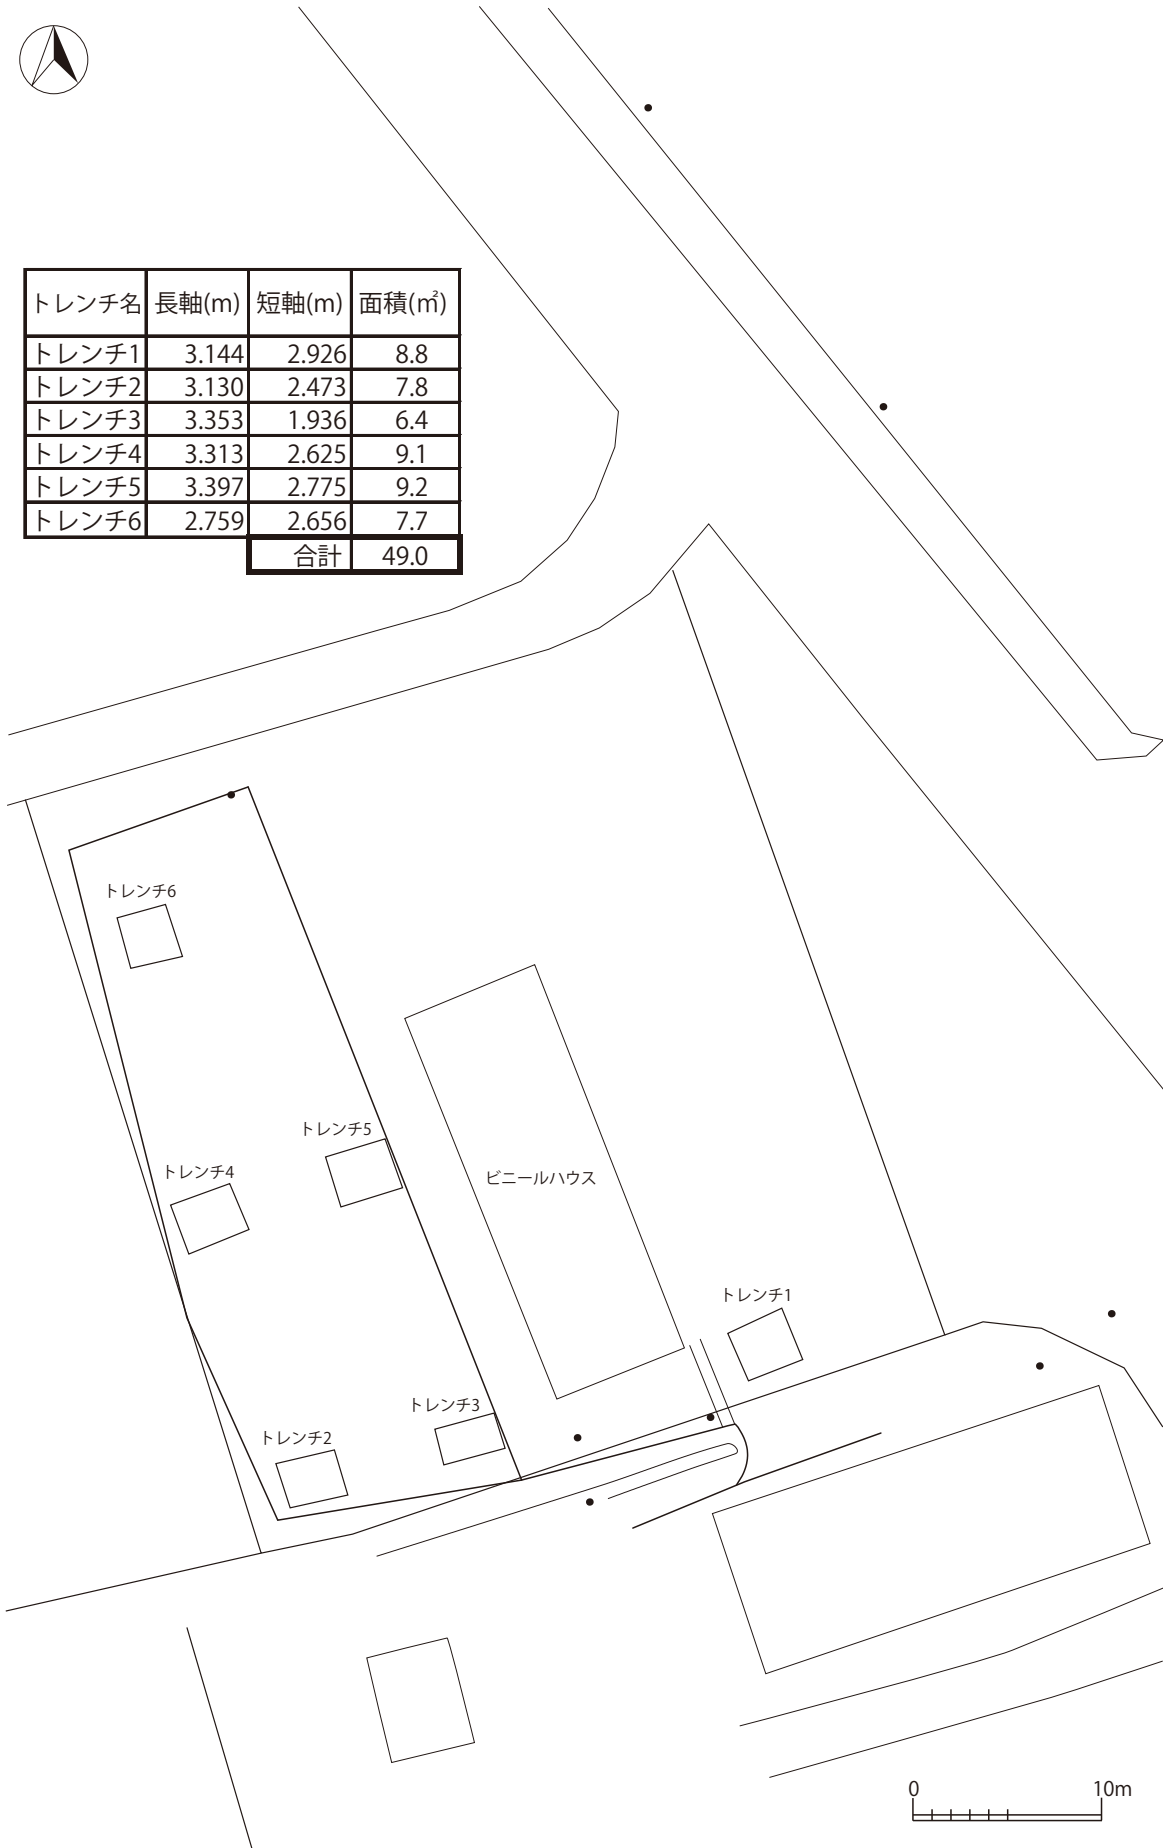 トレンチ名 長軸(m) 短軸(m) 面積(㎡)
トレンチ1 3.144 2.926 8.8
トレンチ2 3.130 2.473 7.8
トレンチ3 3.353 1.936 6.4
トレンチ4 3.313 2.625 9.1
トレンチ5 3.397 2.775 9.2
トレンチ6 2.759 2.656 7.7
合計 49.0
トレンチ6
トレンチ5
トレンチ4
ビニールハウス
トレンチ1
トレンチ3
トレンチ2
0 10m